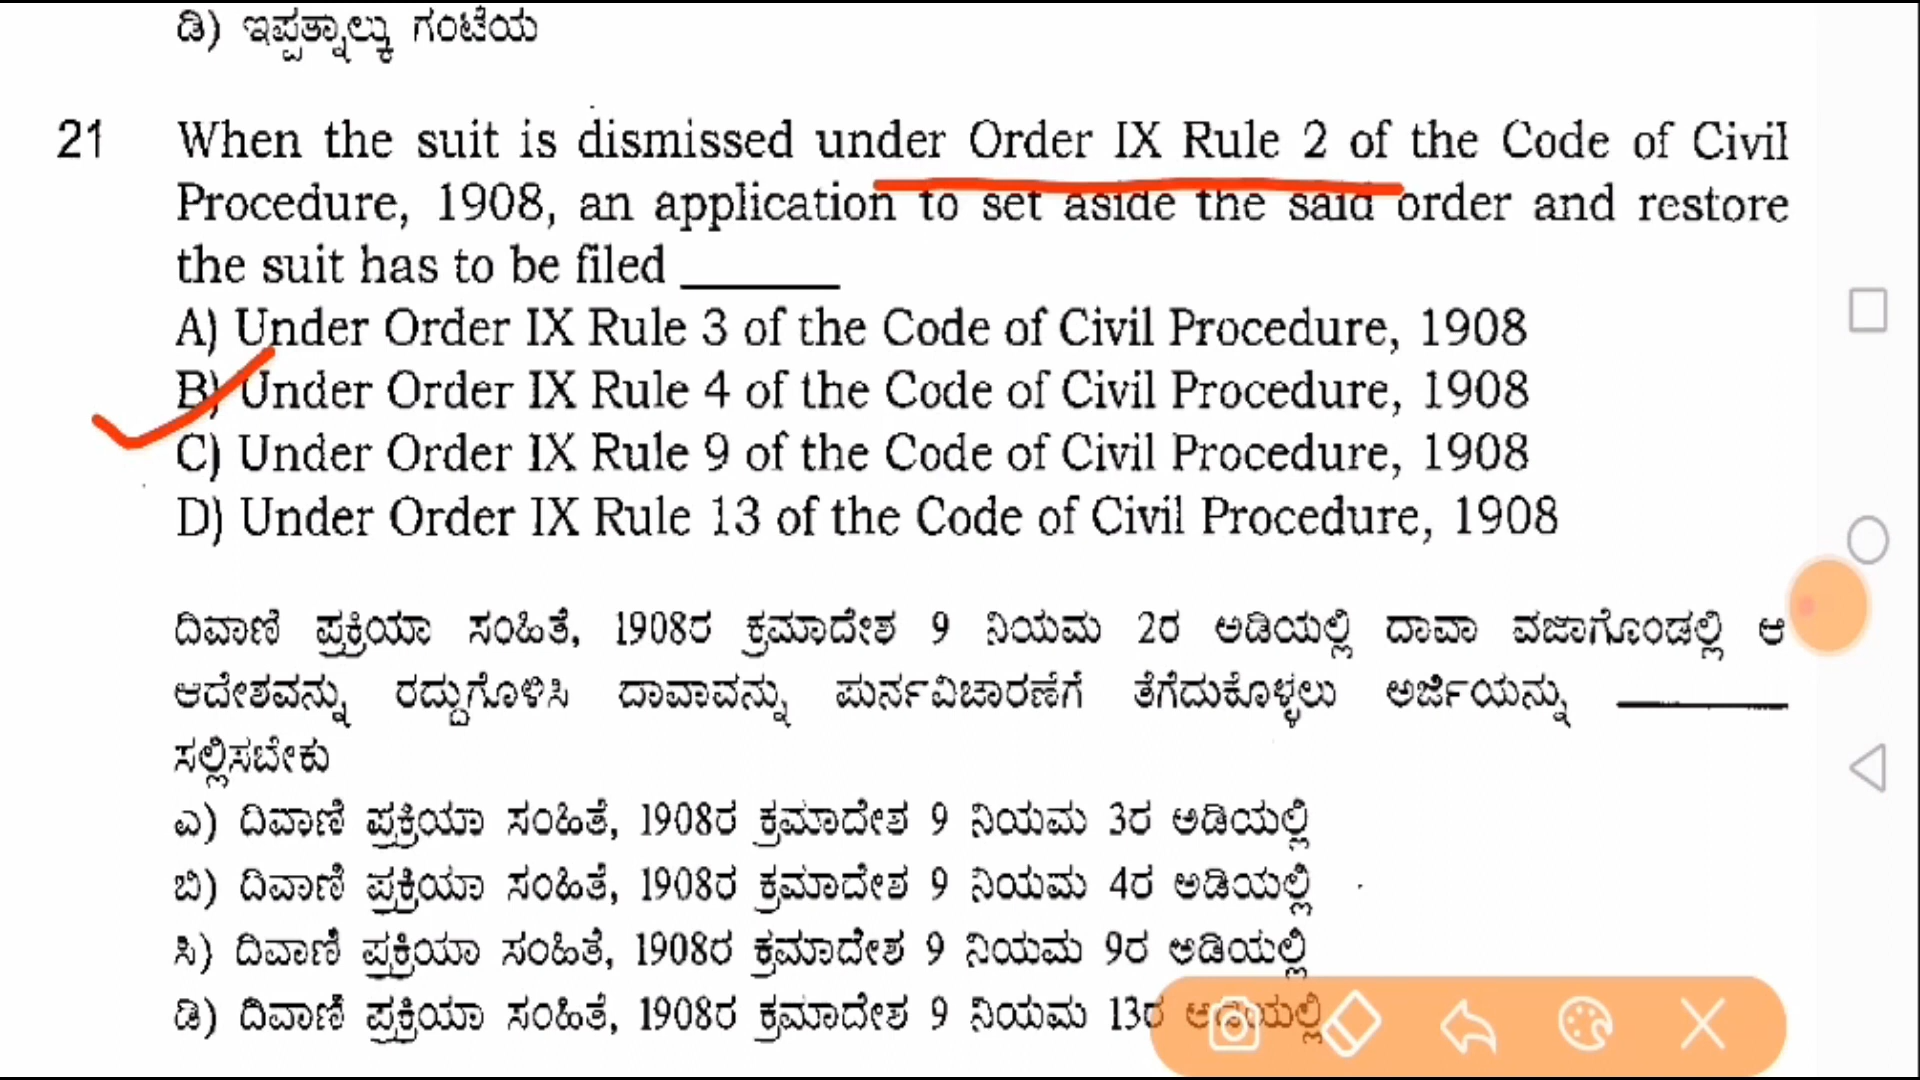 ಡಿ) ಇಪ್ಪತ್ನಾಲ್ಕು ಗಂಟೆಯ
21 When the suit is dismissed under Order IX Rule 2 of the Code of Civil
Procedure, 1908, an application to set aside the said order and restore
the suit has to be filed ______
A) Under Order IX Rule 3 of the Code of Civil Procedure, 1908
B) Under Order IX Rule 4 of the Code of Civil Procedure, 1908
C) Under Order IX Rule 9 of the Code of Civil Procedure, 1908
D) Under Order IX Rule 13 of the Code of Civil Procedure, 1908
ದಿವಾಣಿ ಪ್ರಕ್ರಿಯಾ ಸಂಹಿತೆ, 1908ರ ಕ್ರಮಾದೇಶ 9 ನಿಯಮ 2ರ ಅಡಿಯಲ್ಲಿ ದಾವಾ ವಜಾಗೊಂಡಲ್ಲಿ ಆ
ಆದೇಶವನ್ನು ರದ್ದುಗೊಳಿಸಿ ದಾವಾವನ್ನು ಪುರ್ನವಿಚಾರಣೆಗೆ ತೆಗೆದುಕೊಳ್ಳಲು ಅರ್ಜಿಯನ್ನು ______
ಸಲ್ಲಿಸಬೇಕು
ಎ) ದಿವಾಣಿ ಪ್ರಕ್ರಿಯಾ ಸಂಹಿತೆ, 1908ರ ಕ್ರಮಾದೇಶ 9 ನಿಯಮ 3ರ ಅಡಿಯಲ್ಲಿ
ಬಿ) ದಿವಾಣಿ ಪ್ರಕ್ರಿಯಾ ಸಂಹಿತೆ, 1908ರ ಕ್ರಮಾದೇಶ 9 ನಿಯಮ 4ರ ಅಡಿಯಲ್ಲಿ
ಸಿ) ದಿವಾಣಿ ಪ್ರಕ್ರಿಯಾ ಸಂಹಿತೆ, 1908ರ ಕ್ರಮಾದೇಶ 9 ನಿಯಮ 9ರ ಅಡಿಯಲ್ಲಿ
ಡಿ) ದಿವಾಣಿ ಪ್ರಕ್ರಿಯಾ ಸಂಹಿತೆ, 1908ರ ಕ್ರಮಾದೇಶ 9 ನಿಯಮ 13ರ ಅಡಿಯಲ್ಲಿ